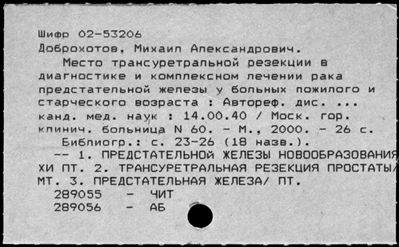 Шифр 02-53206
Доброхотов, Михаил Александрович.
Место трансуретральной резекции в
диагностике и комплексном лечении рака
предстательной железы у больных пожилого и
старческого возраста : Автореф. дис. ...
канд. мед. наук : 14.00.40 / Моск. гор.
клинич. больница N 60. - М., 2000. - 26 с.
Библиогр.: с. 23-26 (18 назв.).
-- 1. ПРЕДСТАТЕЛЬНОЙ ЖЕЛЕЗЫ НОВООБРАЗОВАНИЯ
ХИ ПТ. 2. ТРАНСУРЕТРАЛЬНАЯ РЕЗЕКЦИЯ ПРОСТАТЫ/
МТ. 3. ПРЕДСТАТЕЛЬНАЯ ЖЕЛЕЗА/ ПТ.
289055 - ЧИТ
289056 - АБ